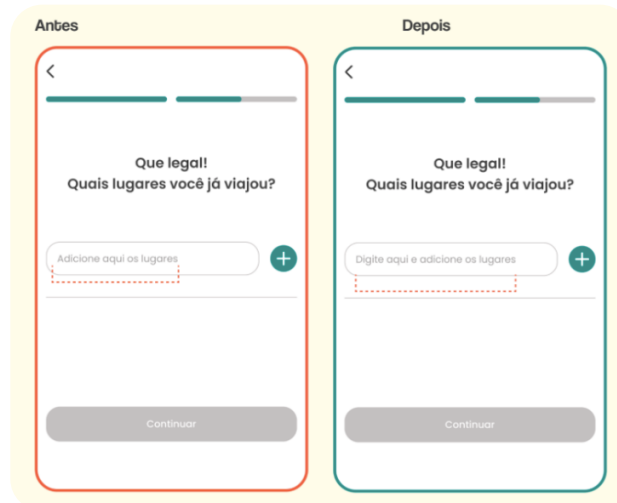 Antes
Depois
Que legal!
Quais lugares você já viajou?
Adicione aqui os lugares
Continuar
Que legal!
Quais lugares você já viajou?
Digite aqui e adicione os lugares
Continuar